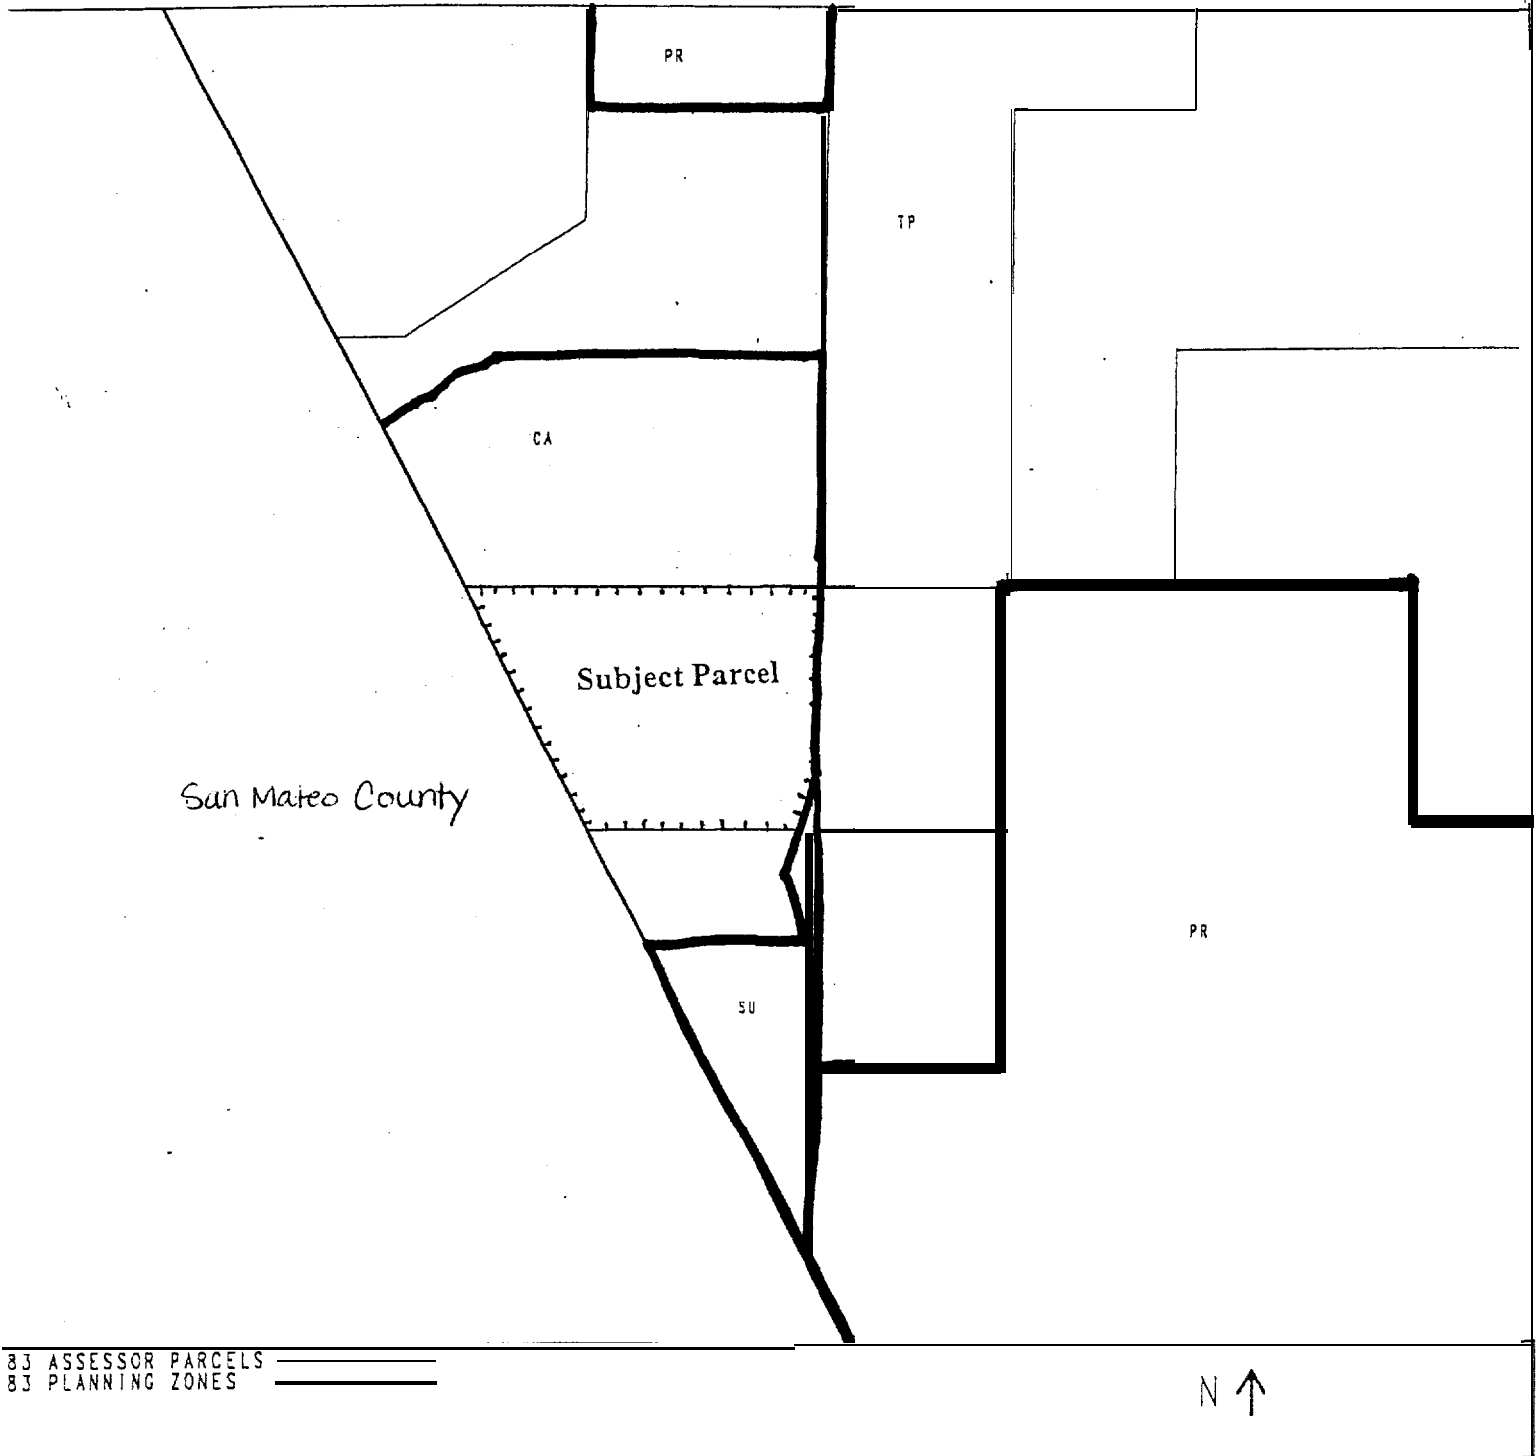 PR
TP
CA
Subject Parcel
San Mateo County
PR
SU
83 ASSESSOR PARCELS
83 PLANNING ZONES
N